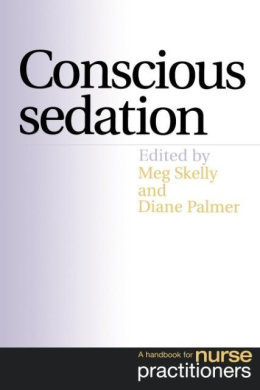 Conscious
sedation
Edited by
Meg Skelly
and
Diane Palmer
A handbook for nurse
practitioners